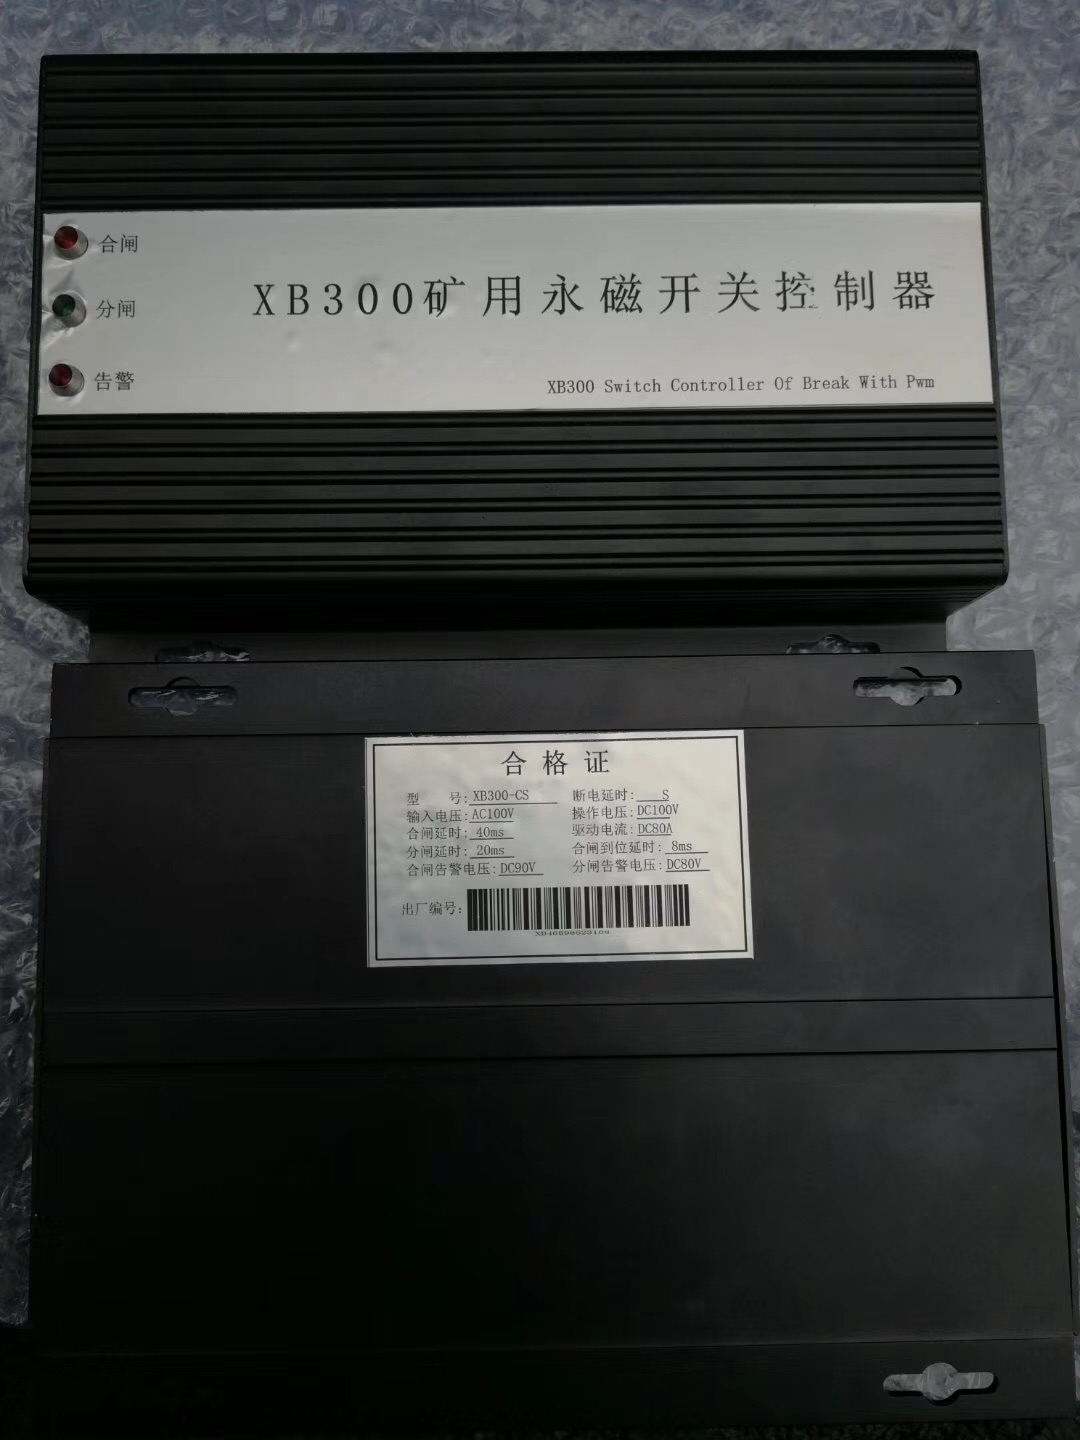 合闸
XB300矿用永磁开关控制器
分闸
告警
XB300 Switch Controller Of Break With Pwm
合格证
型 号: XB300-CS 断电延时: S
输入电压: AC100V 操作电压: DC100V
合闸延时: 40ms 驱动电流: DC80A
分闸延时: 20ms 合闸到位延时: 8ms
合闸告警电压: DC90V 分闸告警电压: DC80V
出厂编号: